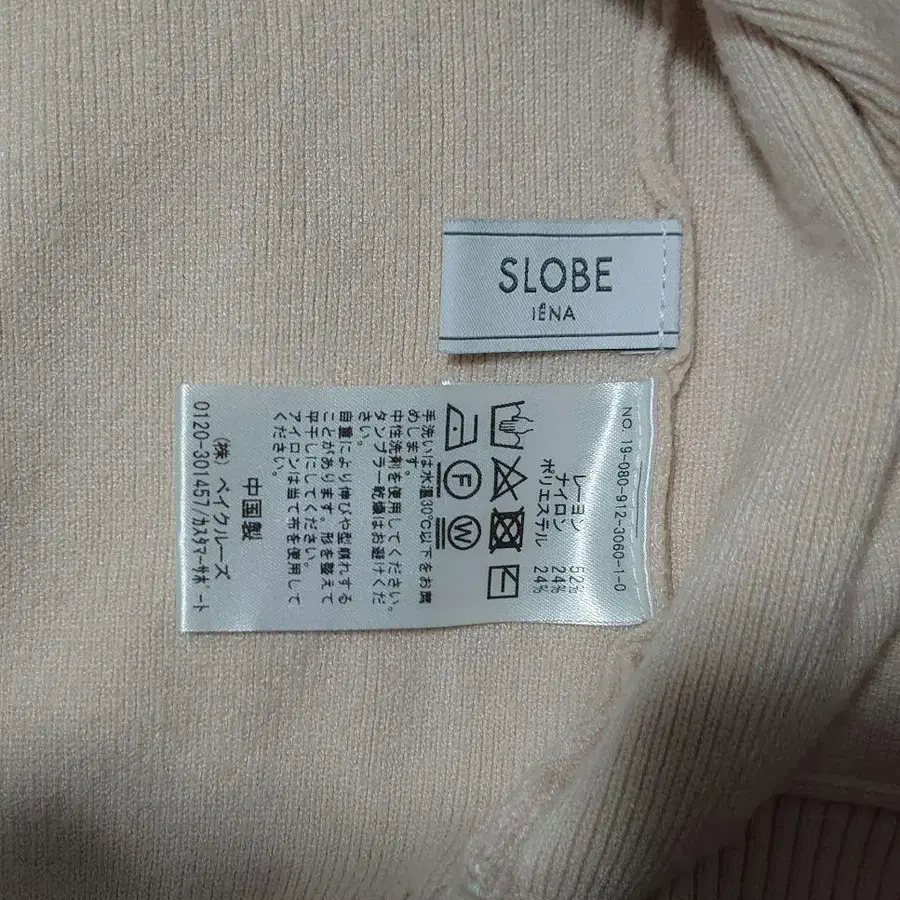 SLOBE
IÉNA
NO. 19-080-912-3060-1-0
レーヨン 52%
ナイロン 24%
ポリエステル 24%
F
W
手洗いは水温30℃以下をお薦
めします。
中性洗剤を使用してください。
タンブラー乾燥はお避けくだ
さい。
自重により伸びや型崩れする
ことがあります。形を整えて
平干しにしてください。
アイロンは当て布を使用して
ください。
中国製
(株)ベイクルーズ
0120-301457/カスタマーサポート